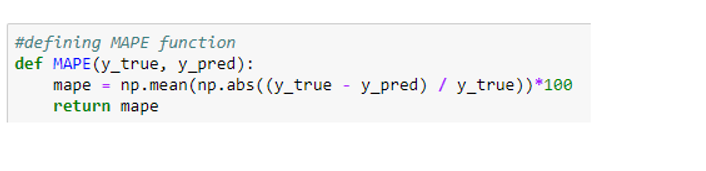 #defining MAPE function
def MAPE(y_true, y_pred):
    mape = np.mean(np.abs((y_true - y_pred) / y_true))*100
    return mape